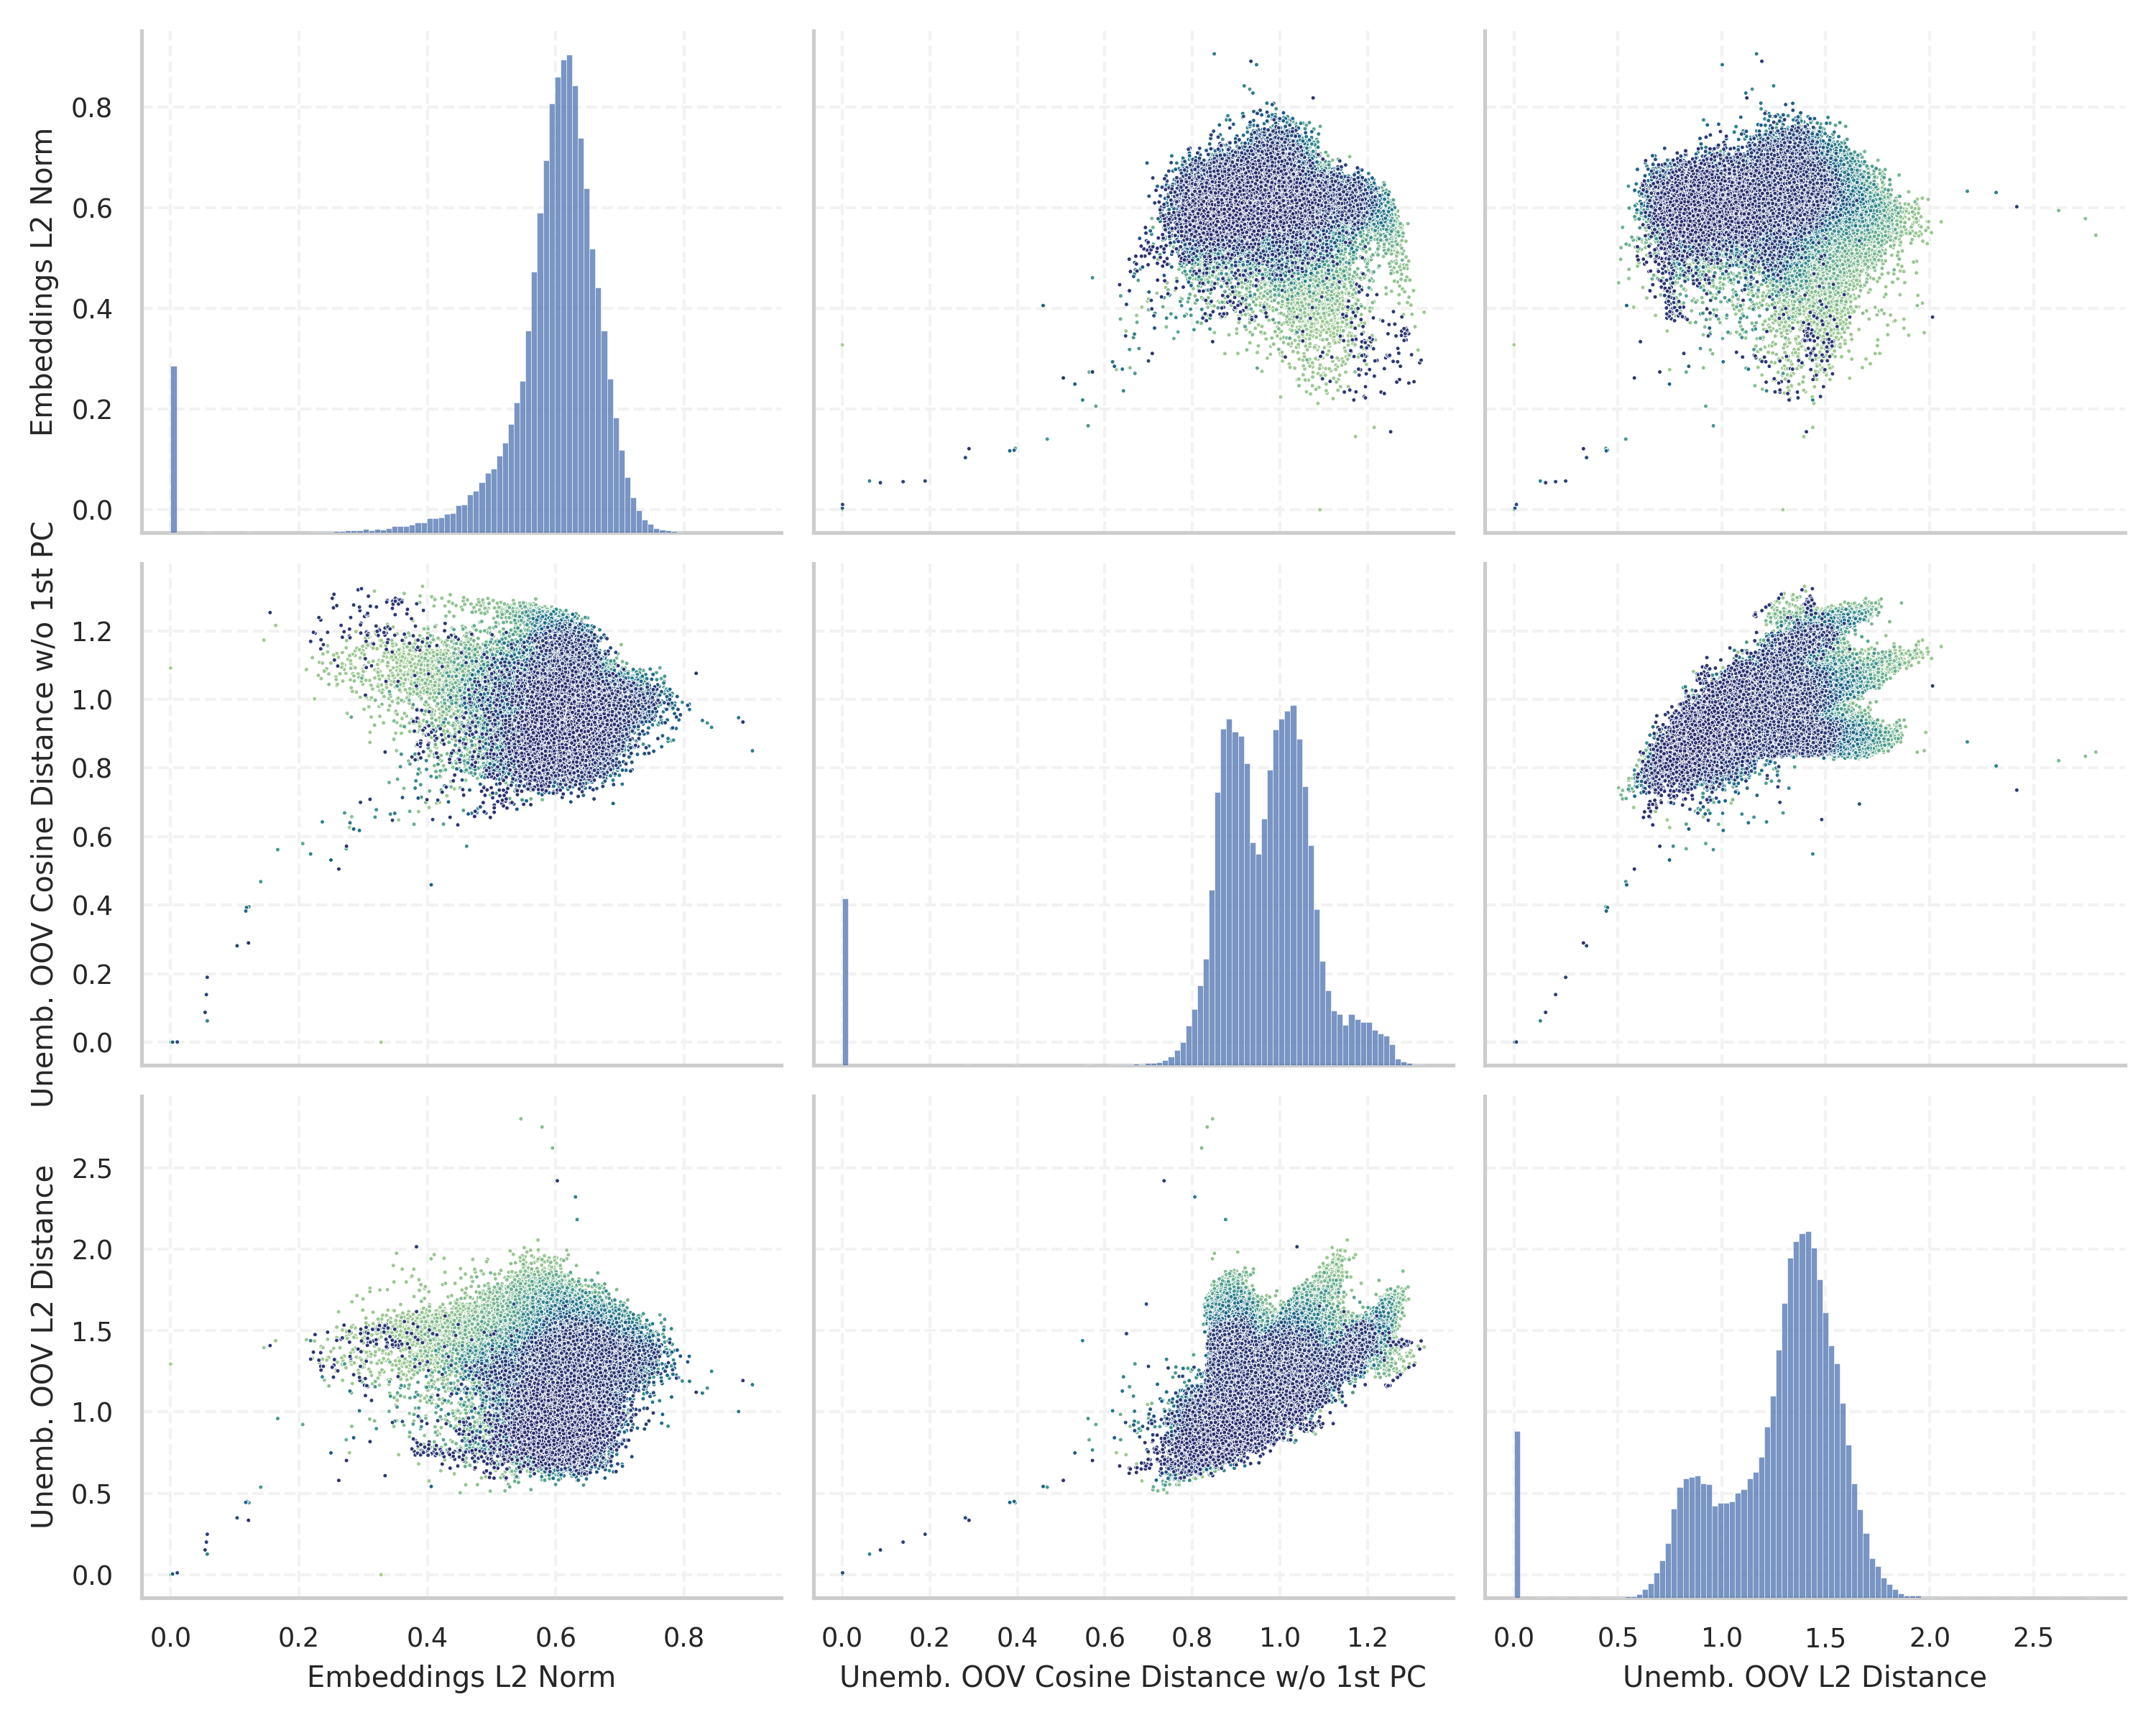 Embeddings L2 Norm
0.8
0.6
0.4
0.2
0.0
Unemb. OOV Cosine Distance w/o 1st PC
1.2
1.0
0.8
0.6
0.4
0.2
0.0
Unemb. OOV L2 Distance
2.5
2.0
1.5
1.0
0.5
0.0
0.0 0.2 0.4 0.6 0.8
Embeddings L2 Norm
0.0 0.2 0.4 0.6 0.8 1.0 1.2
Unemb. OOV Cosine Distance w/o 1st PC
0.0 0.5 1.0 1.5 2.0 2.5
Unemb. OOV L2 Distance